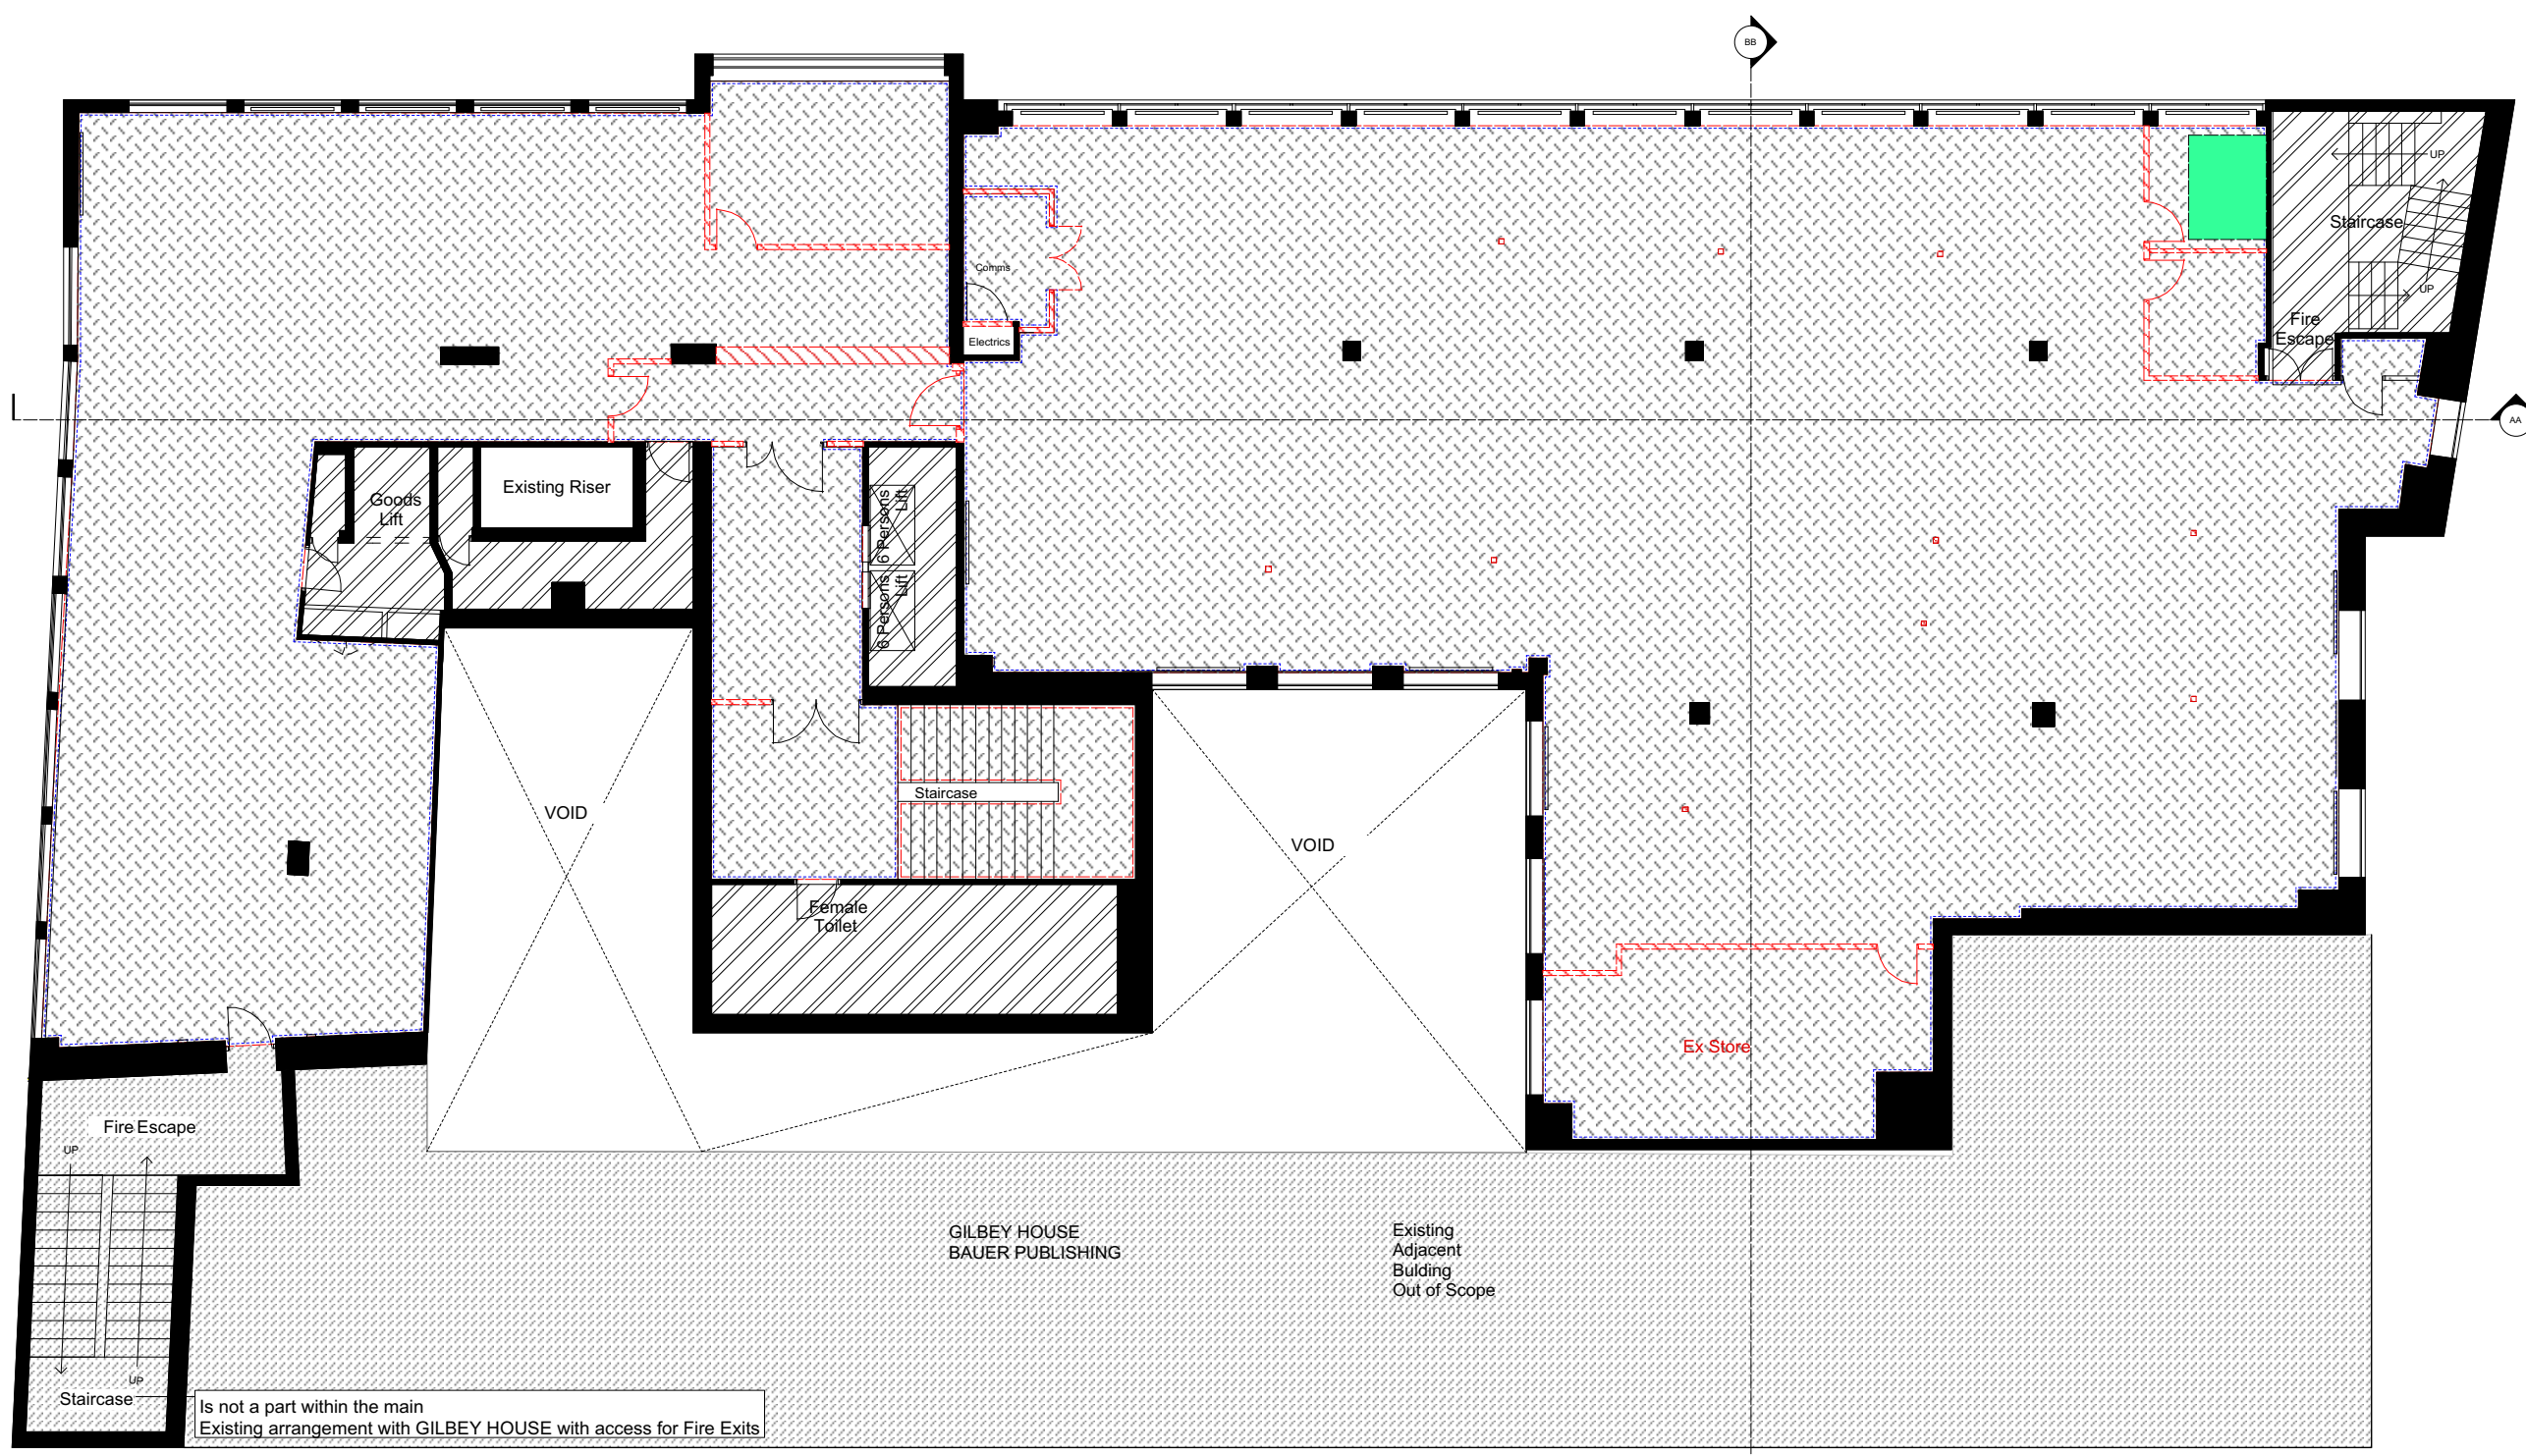 BB
UP
Staircase
UP
Comms
Fire
Escape
Electrics
AA
Existing Riser
Goods
Lift
6 Persons
Lift
6 Persons
Lift
Staircase
VOID
VOID
Female
Toilet
Ex Store
Fire Escape
UP
GILBEY HOUSE
BAUER PUBLISHING
Existing
Adjacent
Bulding
Out of Scope
UP
Staircase
Is not a part within the main
Existing arrangement with GILBEY HOUSE with access for Fire Exits